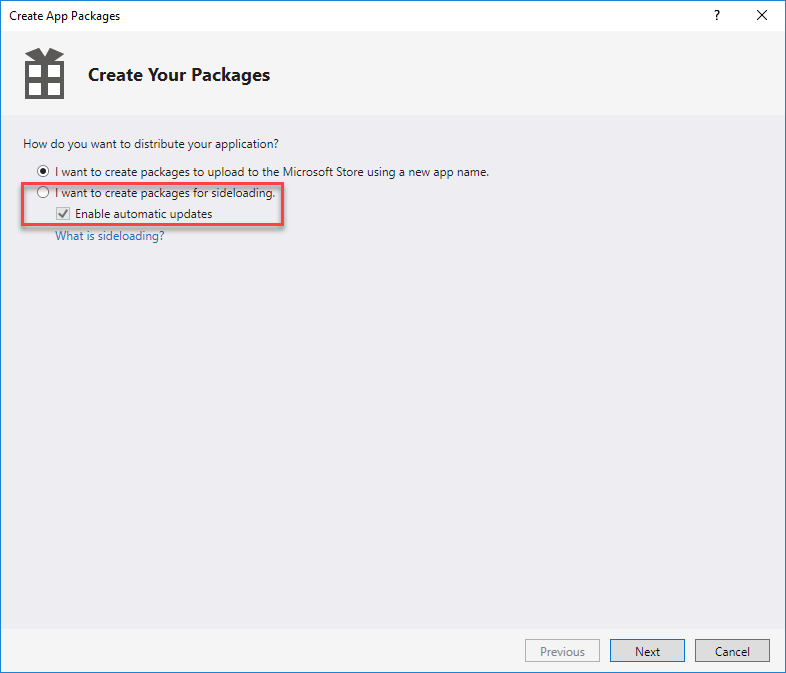 Create App Packages
?
Create Your Packages
How do you want to distribute your application?
I want to create packages to upload to the Microsoft Store using a new app name.
I want to create packages for sideloading.
Enable automatic updates
What is sideloading?
Previous
Next
Cancel